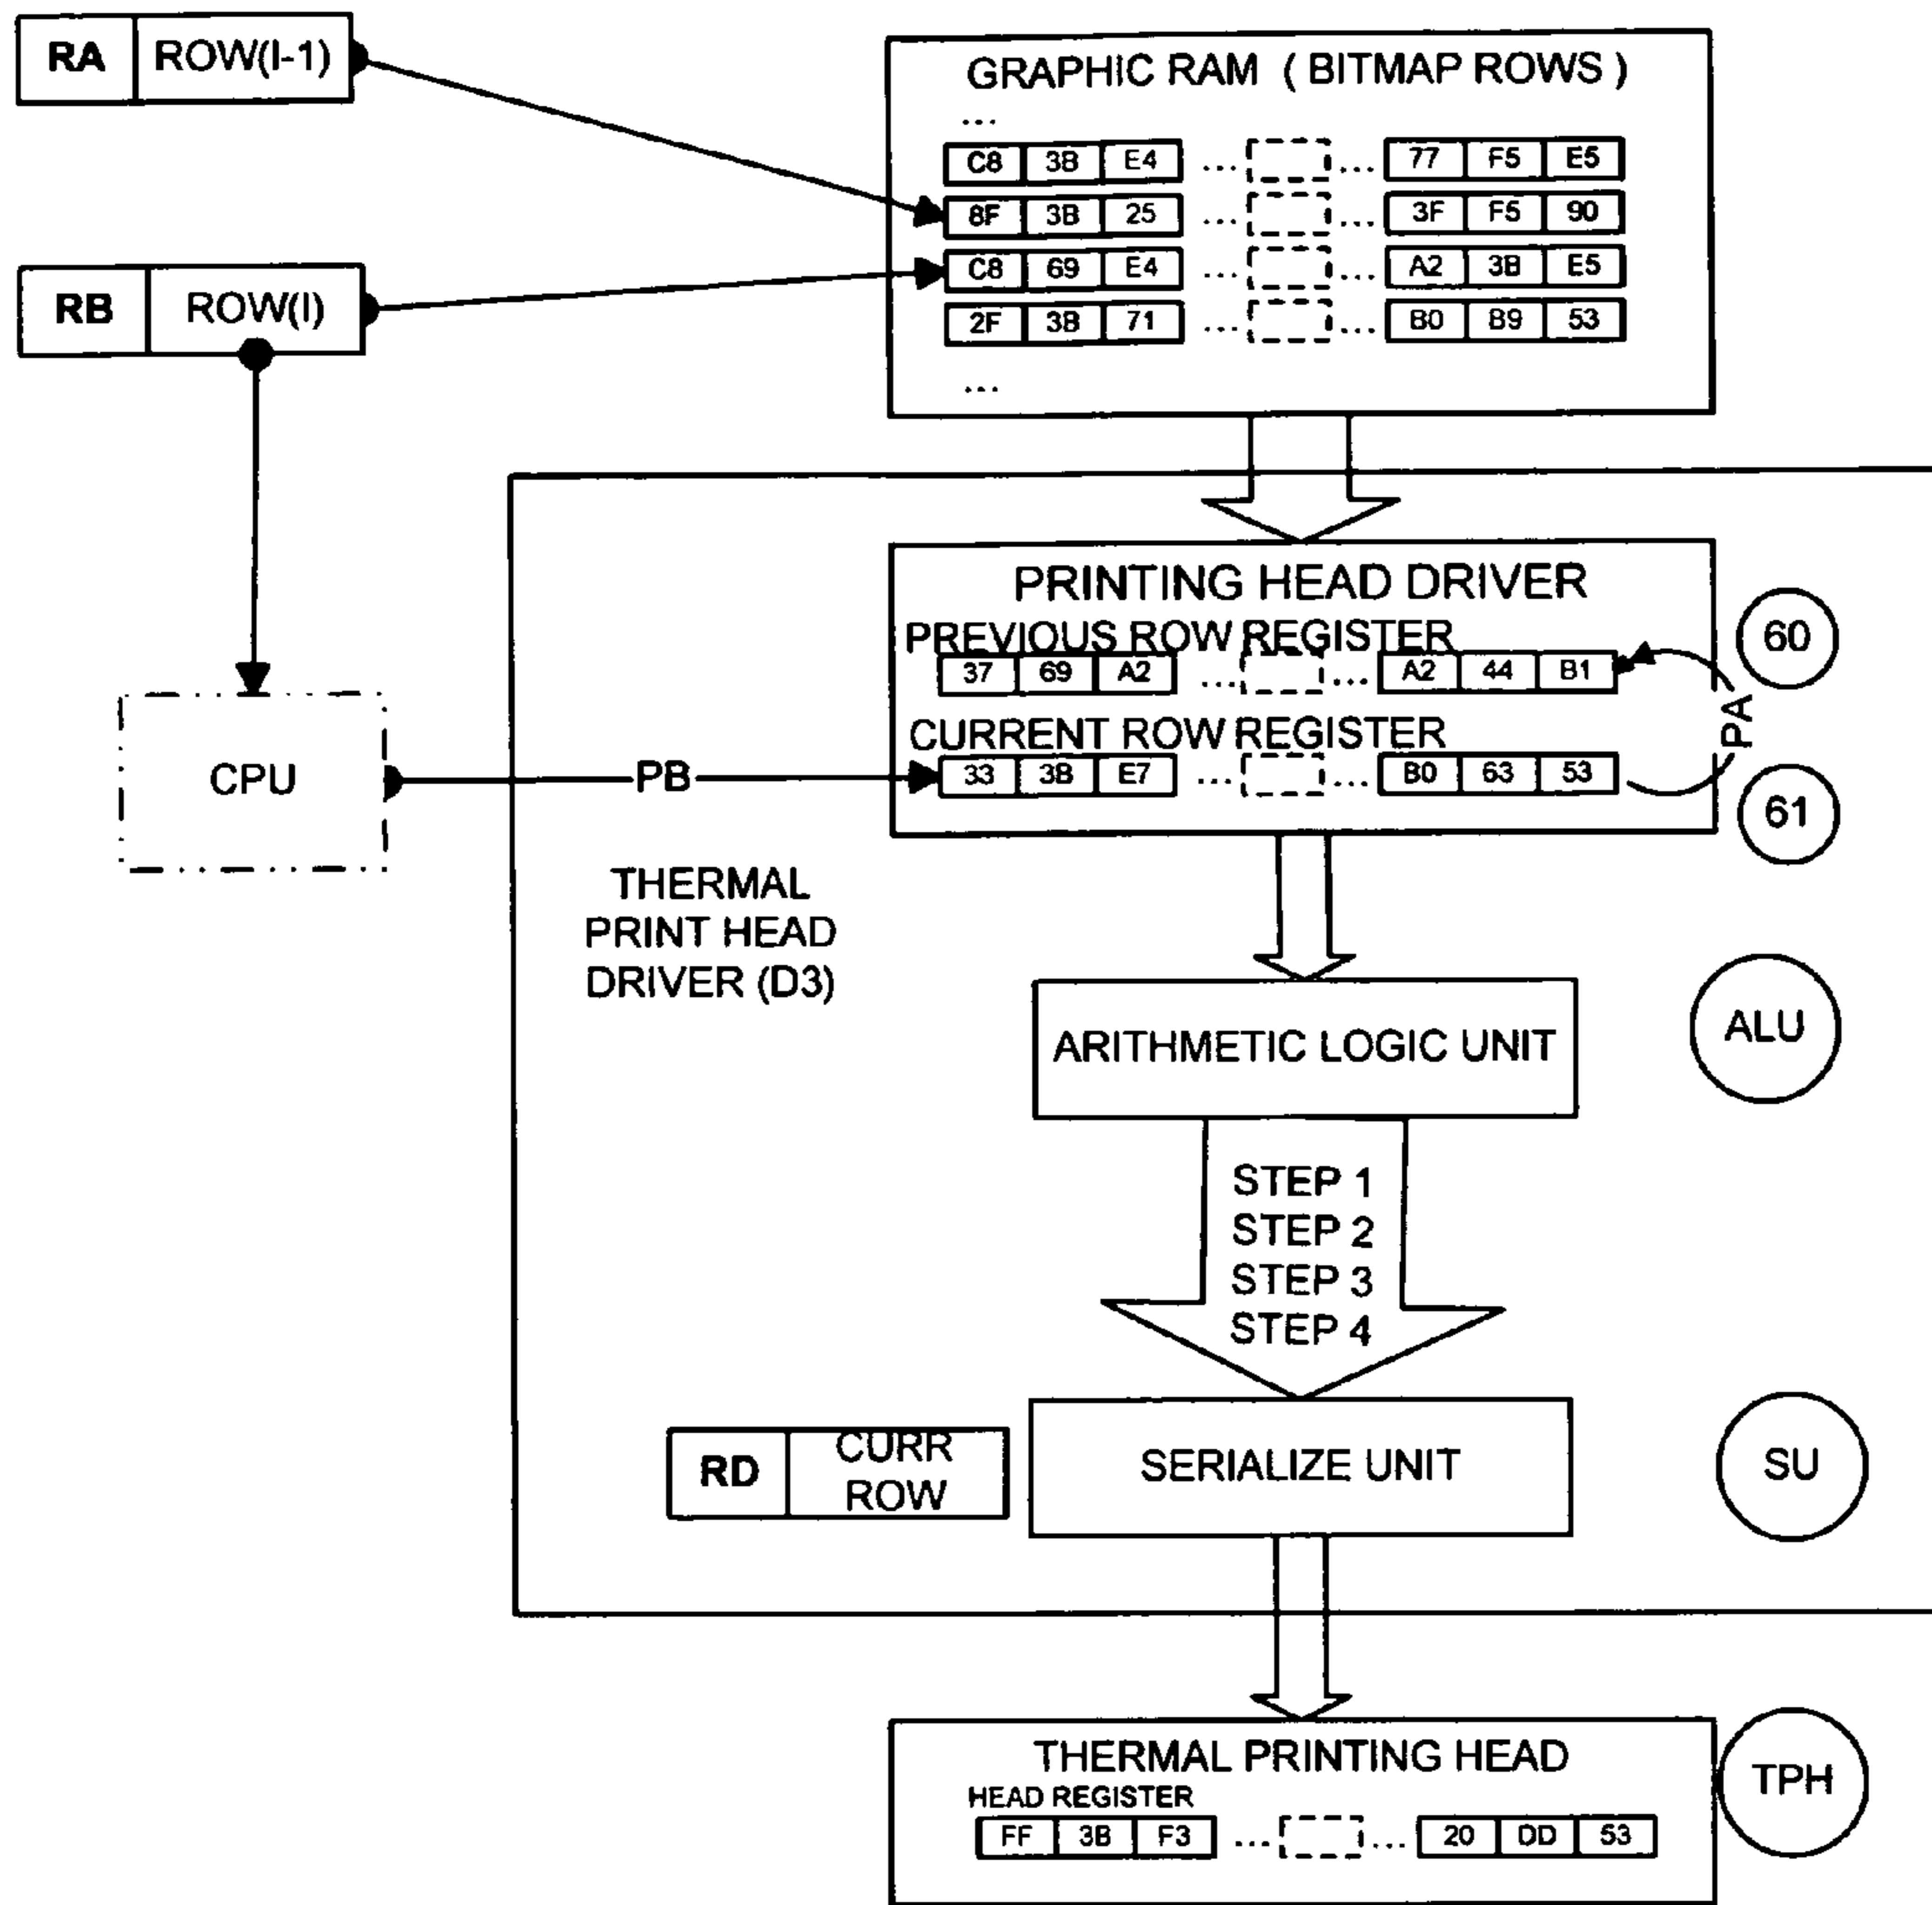 RA ROW(I-1)
GRAPHIC RAM ( BITMAP ROWS )
...
C8 3B E4 ... ... 77 F5 E5
8F 3B 25 ... ... 3F F5 90
RB ROW(I)
C8 69 E4 ... ... A2 3B E5
2F 3B 71 ... ... B0 B9 53
...
PRINTING HEAD DRIVER
PREVIOUS ROW REGISTER
60
37 69 A2 ... ... A2 44 B1
PA
CURRENT ROW REGISTER
CPU
PB
33 3B E7 ... ... B0 63 53
61
THERMAL
PRINT HEAD
DRIVER (D3)
ARITHMETIC LOGIC UNIT
ALU
STEP 1
STEP 2
STEP 3
STEP 4
RD CURR
ROW
SERIALIZE UNIT
SU
THERMAL PRINTING HEAD
TPH
HEAD REGISTER
FF 3B F3 ... ... 20 DD 53